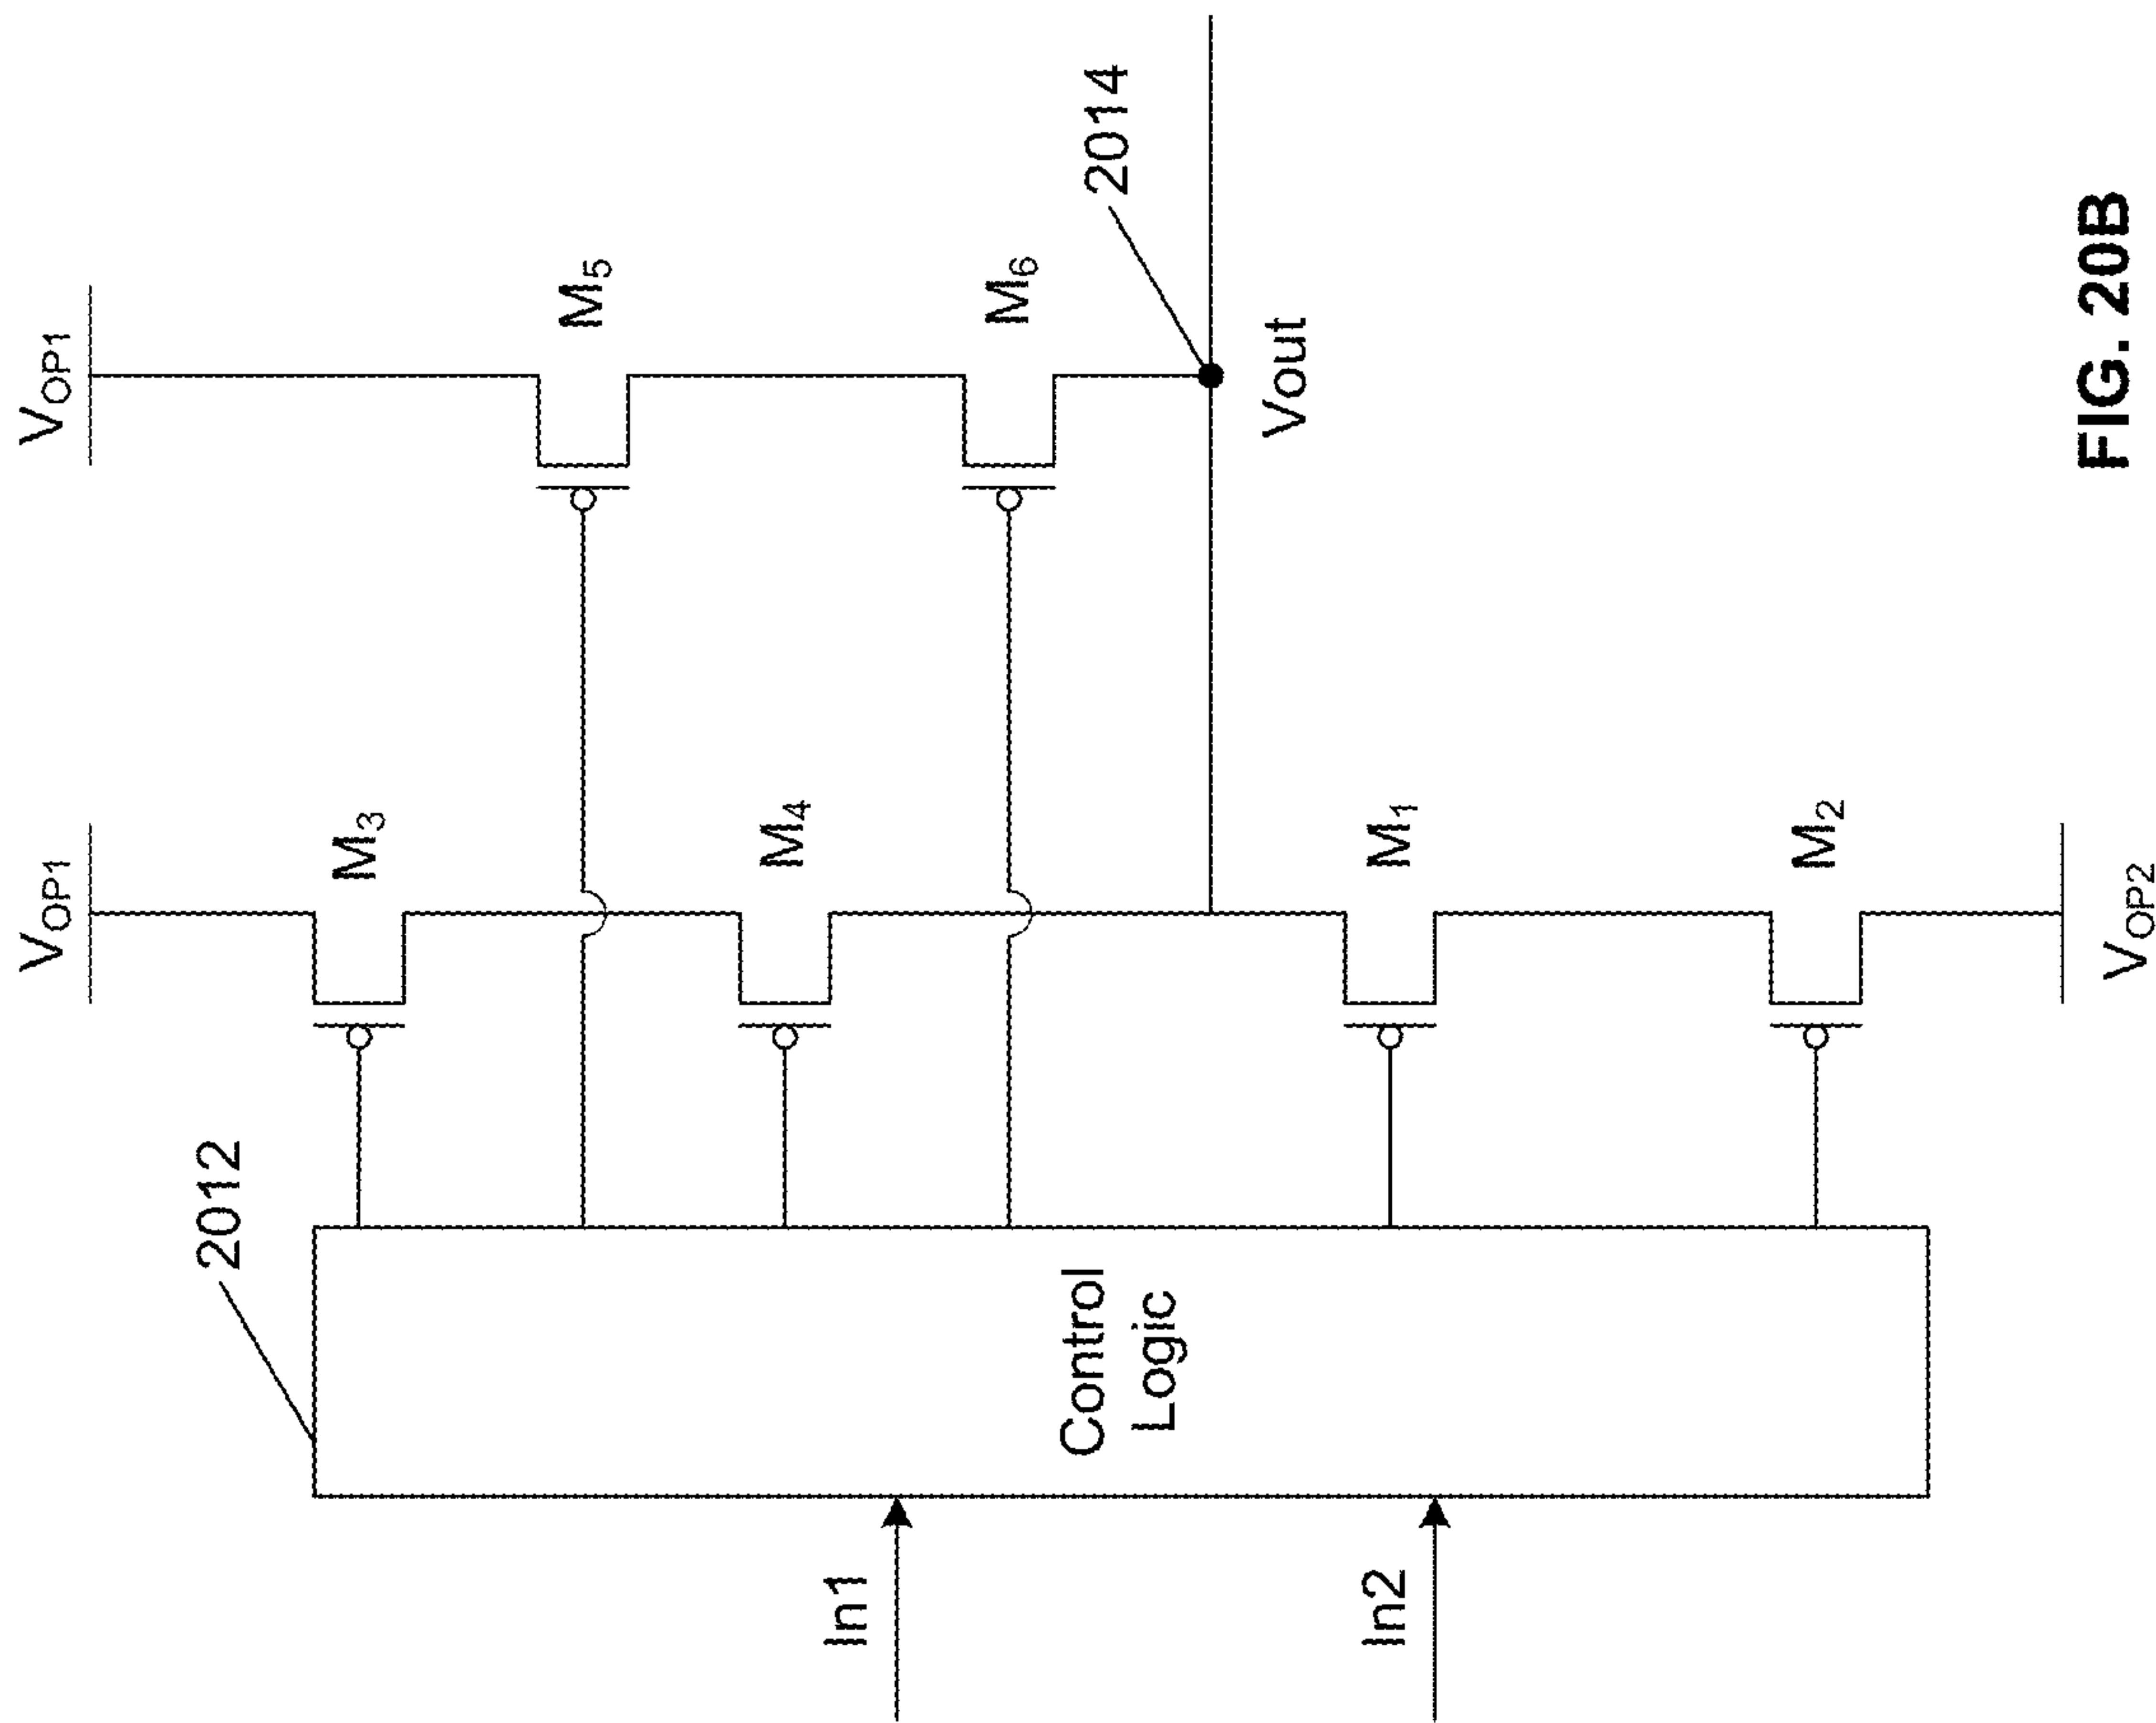 V_OP1
V_OP1
2012
M_3
M_5
M_4
M_6
2014
Control
Logic
In1
In2
Vout
M_1
M_2
V_OP2
FIG. 20B